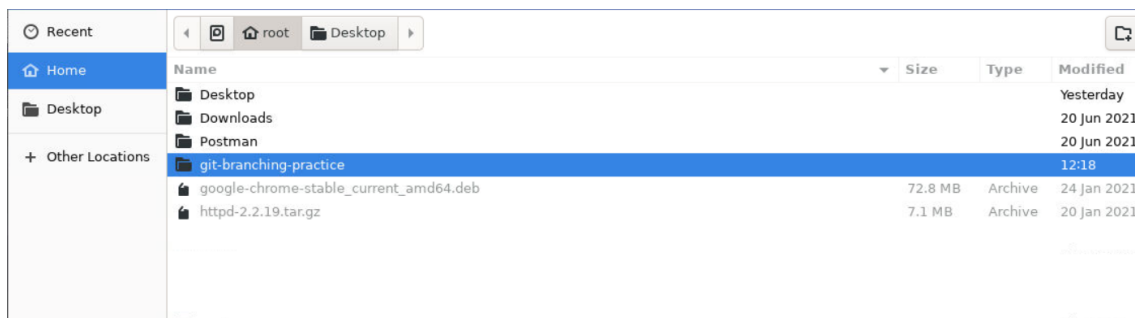 Recent
root Desktop
Home
Name Size Type Modified
Desktop Yesterday
Desktop
Downloads 20 Jun 2021
Postman 20 Jun 2021
+ Other Locations
git-branching-practice 12:18
google-chrome-stable_current_amd64.deb 72.8 MB Archive 24 Jan 2021
httpd-2.2.19.tar.gz 7.1 MB Archive 20 Jan 2021